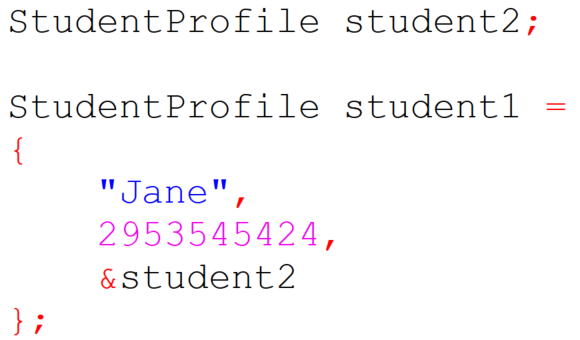 StudentProfile student2;
StudentProfile student1 =
{
"Jane",
2953545424,
&student2
};